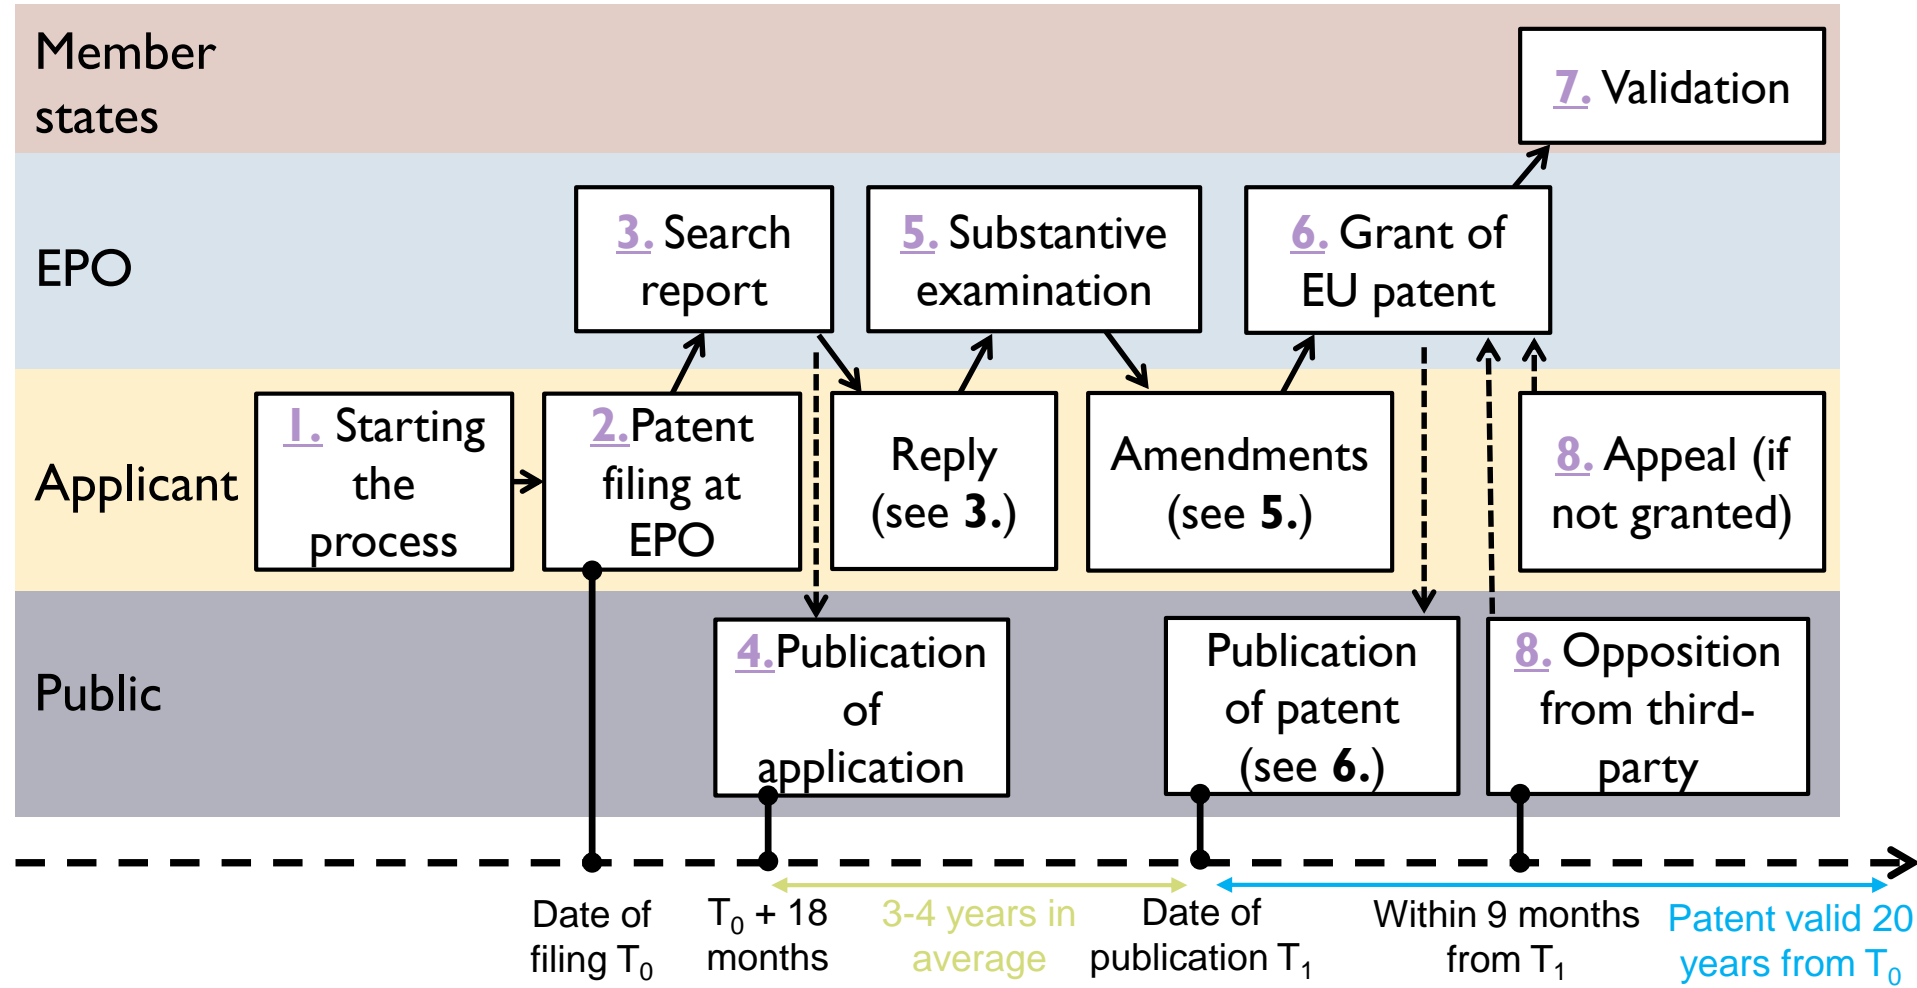 Member
states
7. Validation
EPO
3. Search
report
5. Substantive
examination
6. Grant of
EU patent
Applicant
1. Starting
the
process
2.Patent
filing at
EPO
Reply
(see 3.)
Amendments
(see 5.)
8. Appeal (if
not granted)
Public
4.Publication
of
application
Publication
of patent
(see 6.)
8. Opposition
from third-
party
Date of
filing T0
T0 + 18
months
3-4 years in
average
Date of
publication T1
Within 9 months
from T1
Patent valid 20
years from T0